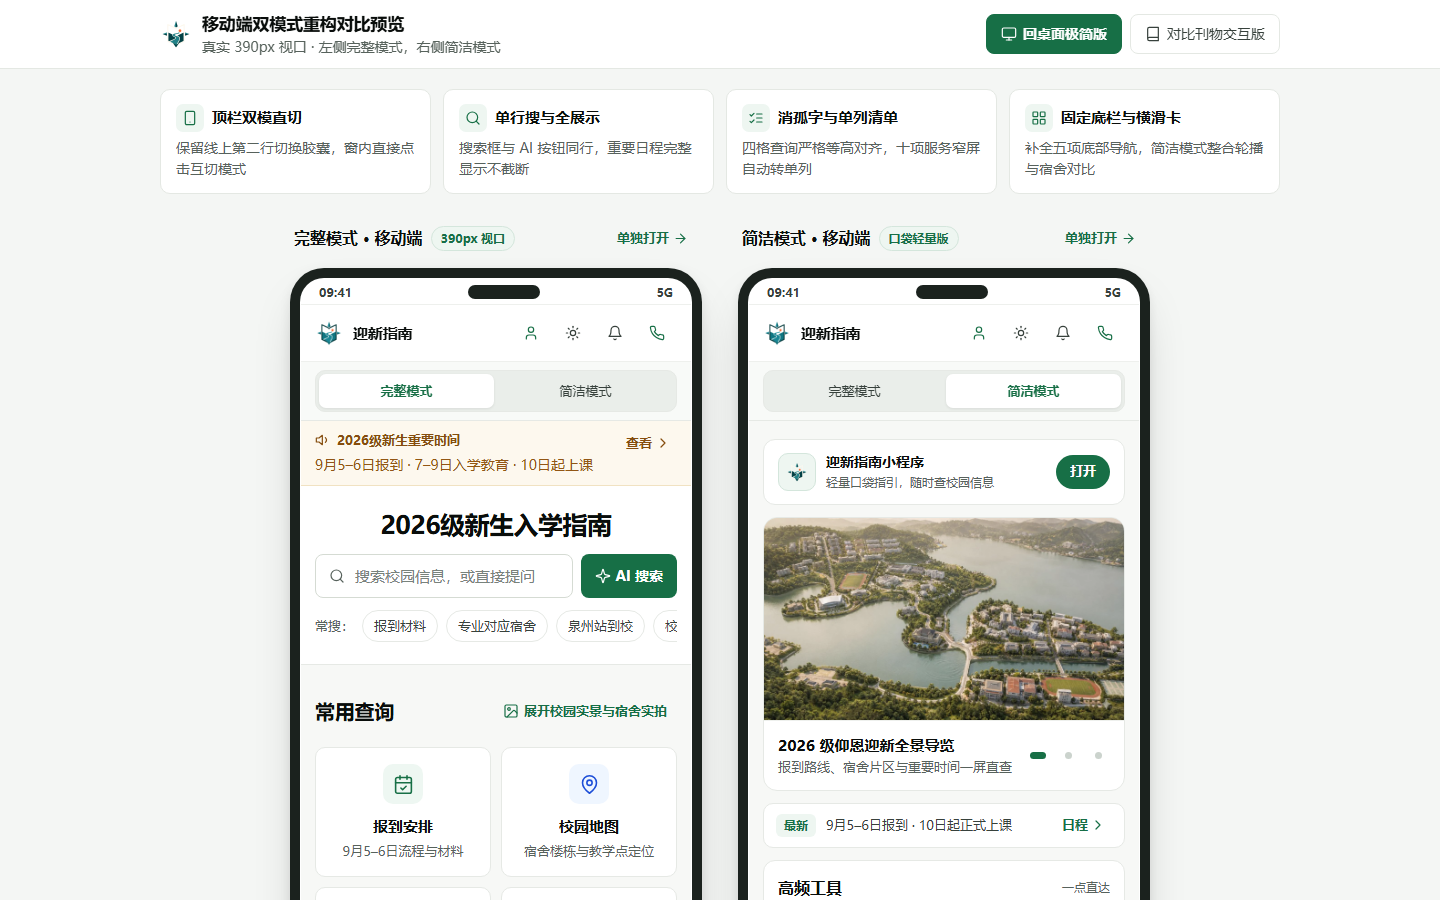 移动端双模式重构对比预览
真实 390px 视口 · 左侧完整模式，右侧简洁模式
回桌面极简版
对比刊物交互版
顶栏双模直切
保留线上第二行切换胶囊，窗内直接点
击互切模式
单行搜与全展示
搜索框与 AI 按钮同行，重要日程完整
显示不截断
消孤字与单列清单
四格查询严格等高对齐，十项服务窄屏
自动转单列
固定底栏与横滑卡
补全五项底部导航，简洁模式整合轮播
与宿舍对比
完整模式 • 移动端
390px 视口
单独打开
09:41
5G
迎新指南
完整模式
简洁模式
2026级新生重要时间
查看
9月5–6日报到 · 7–9日入学教育 · 10日起上课
2026级新生入学指南
搜索校园信息，或直接提问
AI 搜索
常搜：
报到材料
专业对应宿舍
泉州站到校
校
常用查询
展开校园实景与宿舍实拍
报到安排
9月5–6日流程与材料
校园地图
宿舍楼栋与教学点定位
简洁模式 • 移动端
口袋轻量版
单独打开
09:41
5G
迎新指南
完整模式
简洁模式
迎新指南小程序
轻量口袋指引，随时查校园信息
打开
2026 级仰恩迎新全景导览
报到路线、宿舍片区与重要时间一屏直查
最新
9月5–6日报到 · 10日起正式上课
日程
高频工具
一点直达